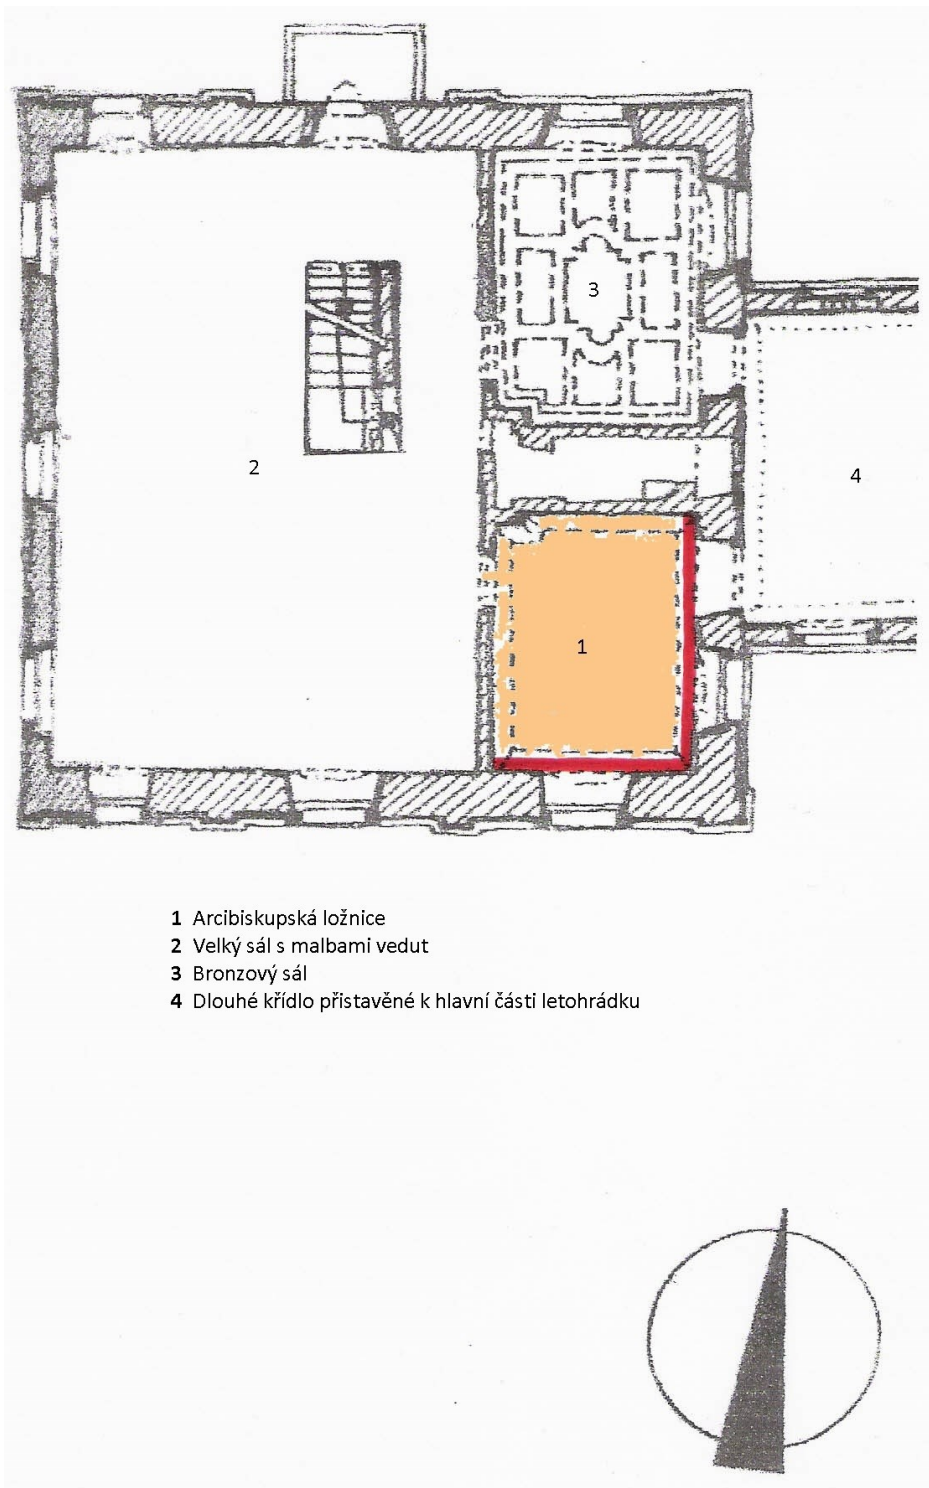 3
2
4
1
1 Arcibiskupská ložnice
2 Velký sál s malbami vedut
3 Bronzový sál
4 Dlouhé křídlo přistavěné k hlavní části letohrádku